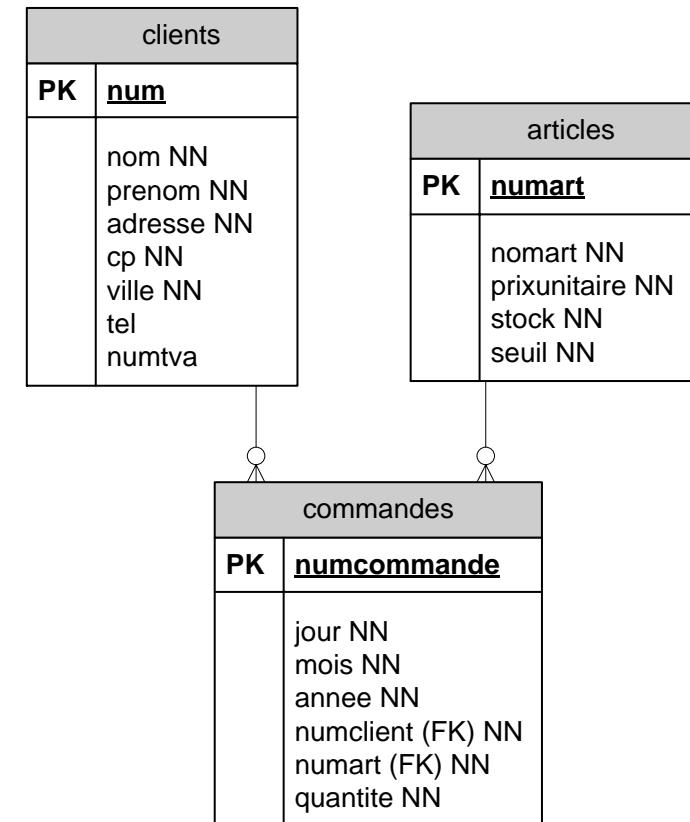 clients
PK num
nom NN
prenom NN
adresse NN
cp NN
ville NN
tel
numtva
articles
PK numart
nomart NN
prixunitaire NN
stock NN
seuil NN
commandes
PK numcommande
jour NN
mois NN
annee NN
numclient (FK) NN
numart (FK) NN
quantite NN